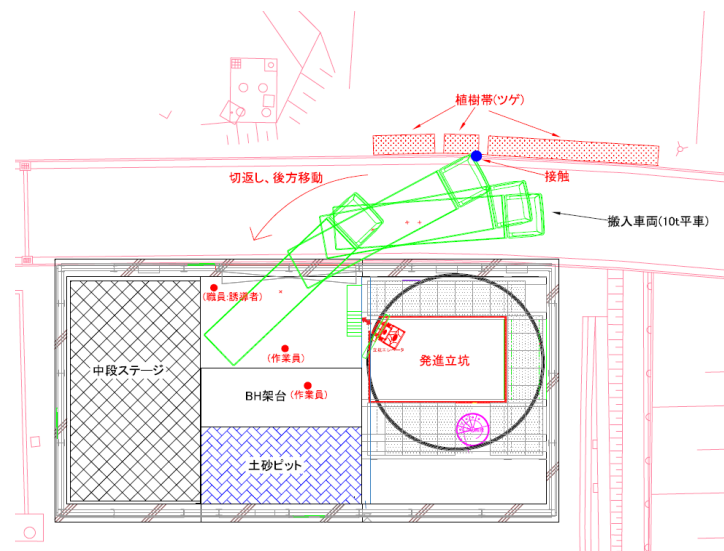 植樹帯(ツゲ)
接触
切返し、後方移動
搬入車両(10t平車)
(職員:誘導者)
(作業員)
中段ステージ
BH架台
(作業員)
発進立坑
土砂ピット